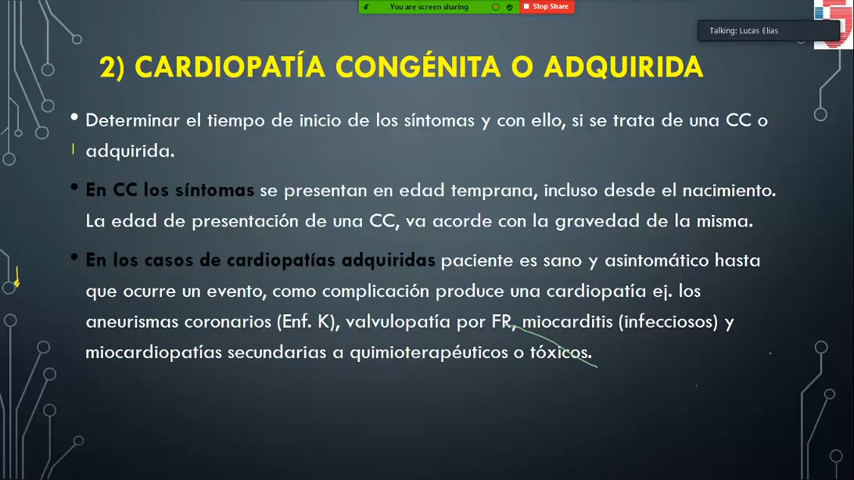 You are screen sharing
Stop Share
Talking: Lucas Elias
2) CARDIOPATÍA CONGÉNITA O ADQUIRIDA
• Determinar el tiempo de inicio de los síntomas y con ello, si se trata de una CC o
adquirida.
• En CC los síntomas se presentan en edad temprana, incluso desde el nacimiento.
La edad de presentación de una CC, va acorde con la gravedad de la misma.
• En los casos de cardiopatías adquiridas paciente es sano y asintomático hasta
que ocurre un evento, como complicación produce una cardiopatía ej. los
aneurismas coronarios (Enf. K), valvulopatía por FR, miocarditis (infecciosos) y
miocardiopatías secundarias a quimioterapéuticos o tóxicos.